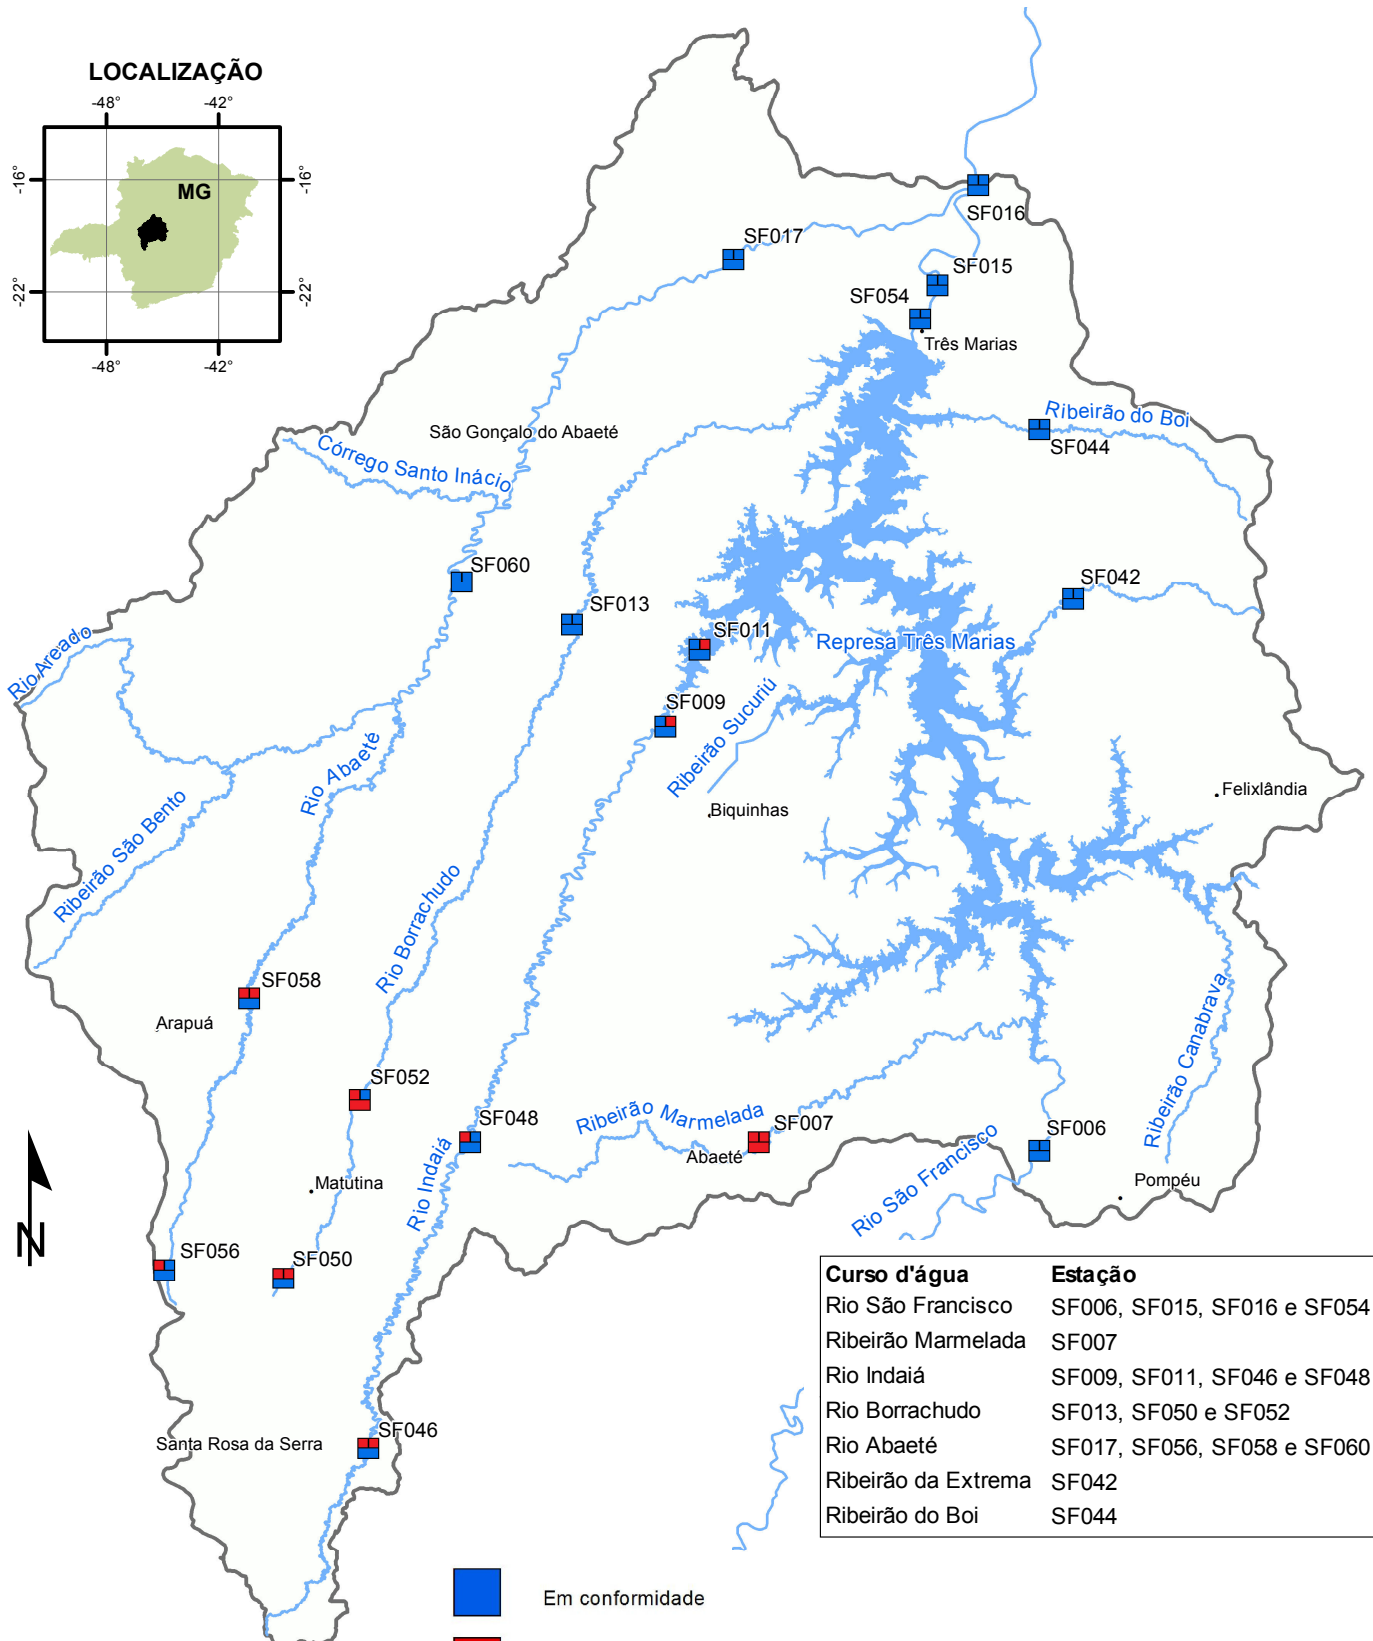 LOCALIZAÇÃO
-48°
-42°
-16°
-16°
MG
-22°
-22°
-48°
-42°
SF016
SF017
SF015
SF054
Três Marias
Ribeirão do Boi
SF044
São Gonçalo do Abaeté
Córrego Santo Inácio
SF060
SF042
SF013
SF011
Represa Três Marias
Rio Areado
SF009
Ribeirão Sucuriú
Rio Abaeté
Felixlândia
Biquinhas
Ribeirão São Bento
Rio Borrachudo
SF058
Arapuá
Ribeirão Canabrava
SF052
SF048
Ribeirão Marmelada
SF007
SF006
Abaeté
Rio São Francisco
Rio Indaiá
Matutina
Pompéu
N
SF056
SF050
Curso d'água Estação
Rio São Francisco SF006, SF015, SF016 e SF054
Ribeirão Marmelada SF007
Rio Indaiá SF009, SF011, SF046 e SF048
Rio Borrachudo SF013, SF050 e SF052
Rio Abaeté SF017, SF056, SF058 e SF060
Ribeirão da Extrema SF042
Ribeirão do Boi SF044
SF046
Santa Rosa da Serra
Em conformidade